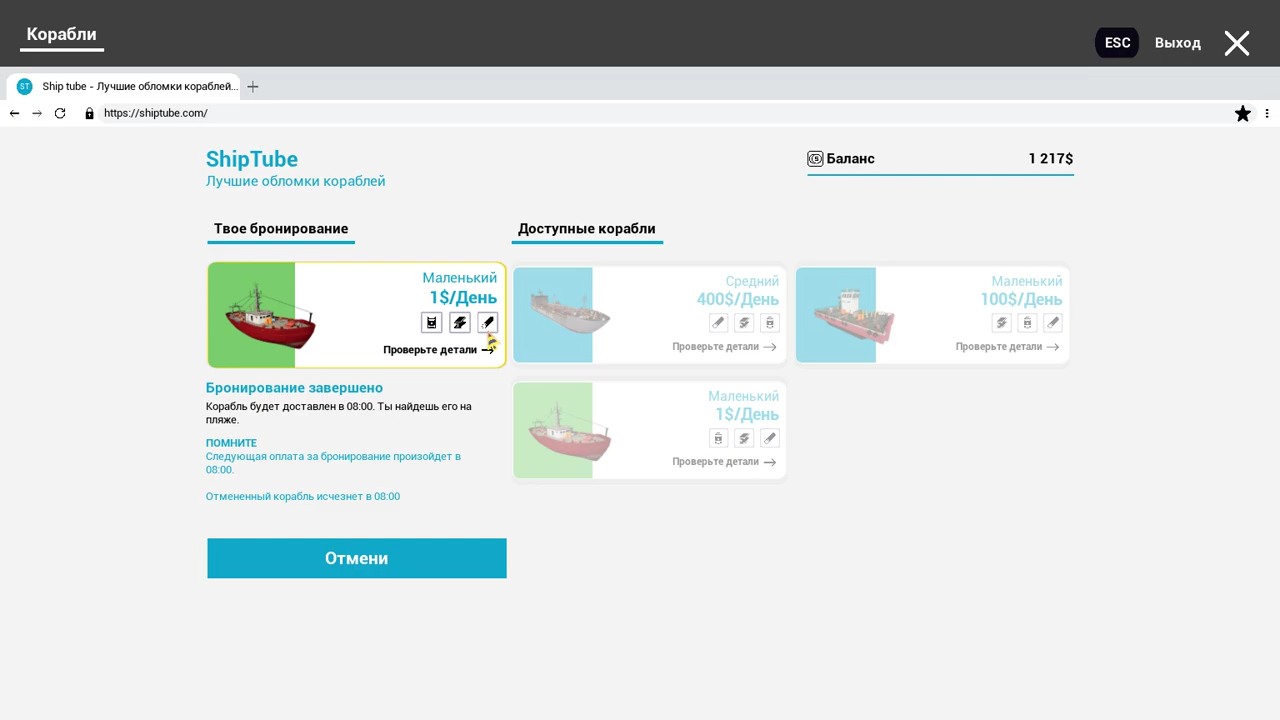 Корабли
ESC
Выход
ST
Ship tube - Лучшие обломки кораблей...
https://shiptube.com/
ShipTube
Лучшие обломки кораблей
Баланс
1 217$
Твое бронирование
Доступные корабли
Маленький
1$/День
Проверьте детали
Средний
400$/День
Проверьте детали
Маленький
100$/День
Проверьте детали
Бронирование завершено
Корабль будет доставлен в 08:00. Ты найдешь его на
пляже.
ПОМНИТЕ
Следующая оплата за бронирование произойдет в
08:00.
Отмененный корабль исчезнет в 08:00
Маленький
1$/День
Проверьте детали
Отмени